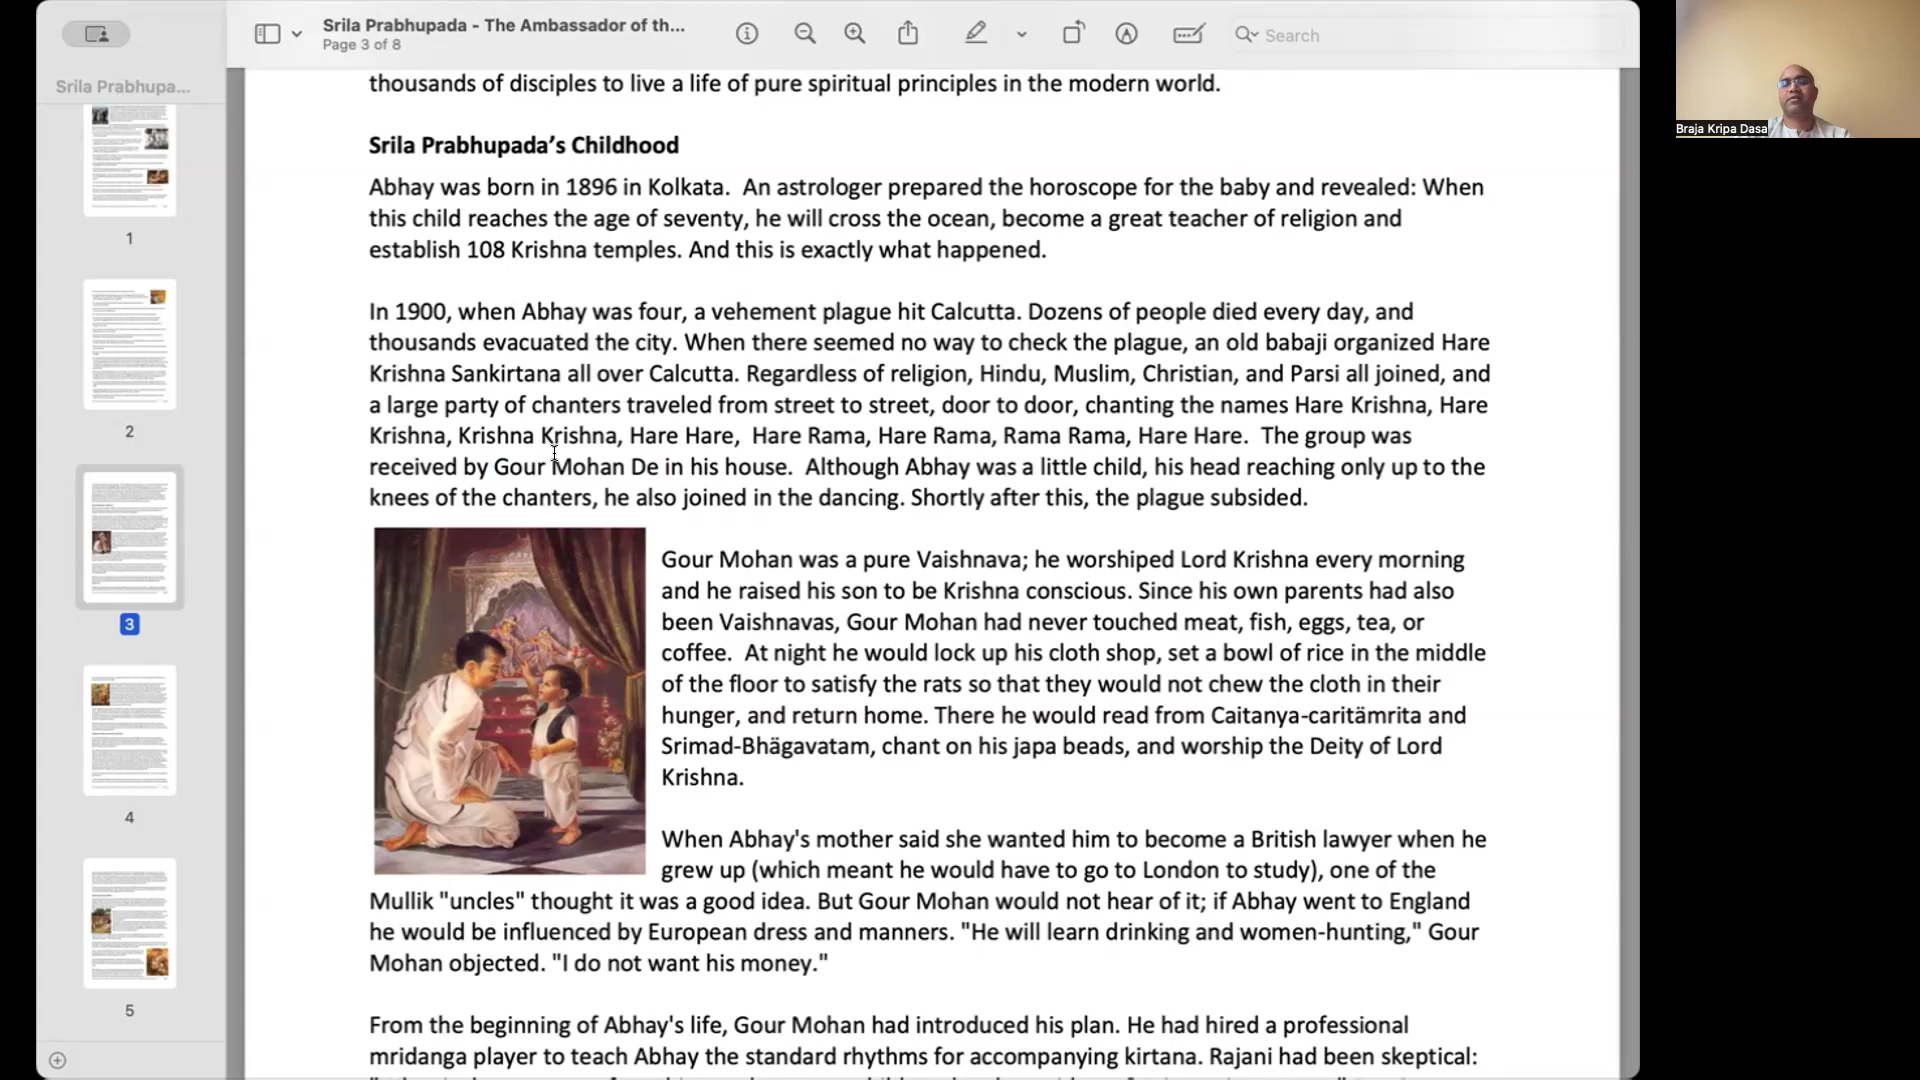 Srila Prabhupada - The Ambassador of th...
Page 3 of 8
Search
Srila Prabhupa...
1
2
3
4
5
thousands of disciples to live a life of pure spiritual principles in the modern world.
Srila Prabhupada’s Childhood
Abhay was born in 1896 in Kolkata.  An astrologer prepared the horoscope for the baby and revealed: When
this child reaches the age of seventy, he will cross the ocean, become a great teacher of religion and
establish 108 Krishna temples. And this is exactly what happened.
In 1900, when Abhay was four, a vehement plague hit Calcutta. Dozens of people died every day, and
thousands evacuated the city. When there seemed no way to check the plague, an old babaji organized Hare
Krishna Sankirtana all over Calcutta. Regardless of religion, Hindu, Muslim, Christian, and Parsi all joined, and
a large party of chanters traveled from street to street, door to door, chanting the names Hare Krishna, Hare
Krishna, Krishna Krishna, Hare Hare,  Hare Rama, Hare Rama, Rama Rama, Hare Hare.  The group was
received by Gour Mohan De in his house.  Although Abhay was a little child, his head reaching only up to the
knees of the chanters, he also joined in the dancing. Shortly after this, the plague subsided.
Gour Mohan was a pure Vaishnava; he worshiped Lord Krishna every morning
and he raised his son to be Krishna conscious. Since his own parents had also
been Vaishnavas, Gour Mohan had never touched meat, fish, eggs, tea, or
coffee.  At night he would lock up his cloth shop, set a bowl of rice in the middle
of the floor to satisfy the rats so that they would not chew the cloth in their
hunger, and return home. There he would read from Caitanya-caritämrita and
Srimad-Bhägavatam, chant on his japa beads, and worship the Deity of Lord
Krishna.
When Abhay's mother said she wanted him to become a British lawyer when he
grew up (which meant he would have to go to London to study), one of the
Mullik "uncles" thought it was a good idea. But Gour Mohan would not hear of it; if Abhay went to England
he would be influenced by European dress and manners. "He will learn drinking and women-hunting," Gour
Mohan objected. "I do not want his money."
From the beginning of Abhay's life, Gour Mohan had introduced his plan. He had hired a professional
mridanga player to teach Abhay the standard rhythms for accompanying kirtana. Rajani had been skeptical:
Braja Kripa Dasa